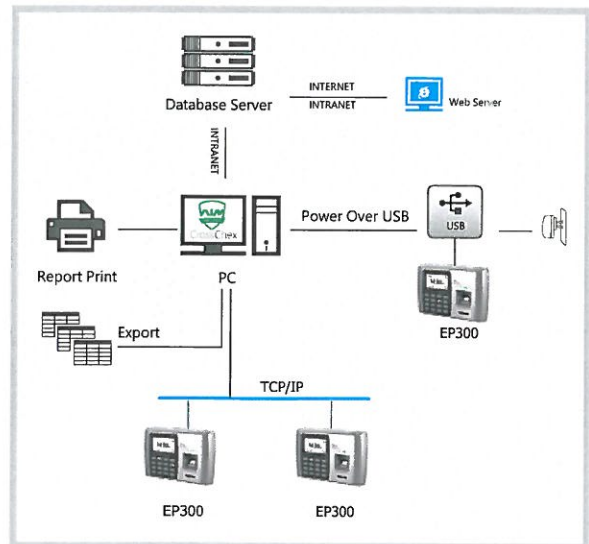 INTERNET
INTRANET
Database Server
Web Server
INTRANET
CrossChex
Power Over USB
USB
Report Print
PC
EP300
Export
TCP/IP
EP300
EP300